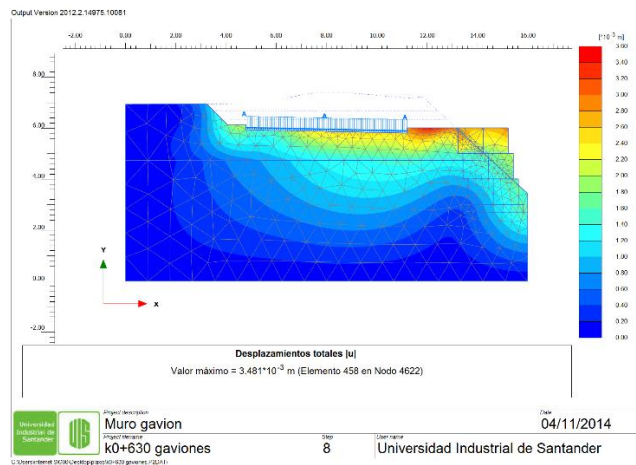 Output Version 2012.2.14975.10081
-2.00 0.00 2.00 4.00 6.00 8.00 10.00 12.00 14.00 16.00
[*10⁻³ m]
8.00
6.00
4.00
2.00
0.00
-2.00
A A A
Y
X
3.60
3.40
3.20
3.00
2.80
2.60
2.40
2.20
2.00
1.80
1.60
1.40
1.20
1.00
0.80
0.60
0.40
0.20
0.00
Desplazamientos totales |u|
Valor máximo = 3.481*10⁻³ m (Elemento 458 en Nodo 4622)
Universidad
Industrial de
Santander
UIS
Project description
Muro gavion
Date
04/11/2014
Project filename
k0+630 gaviones
Step
8
User name
Universidad Industrial de Santander